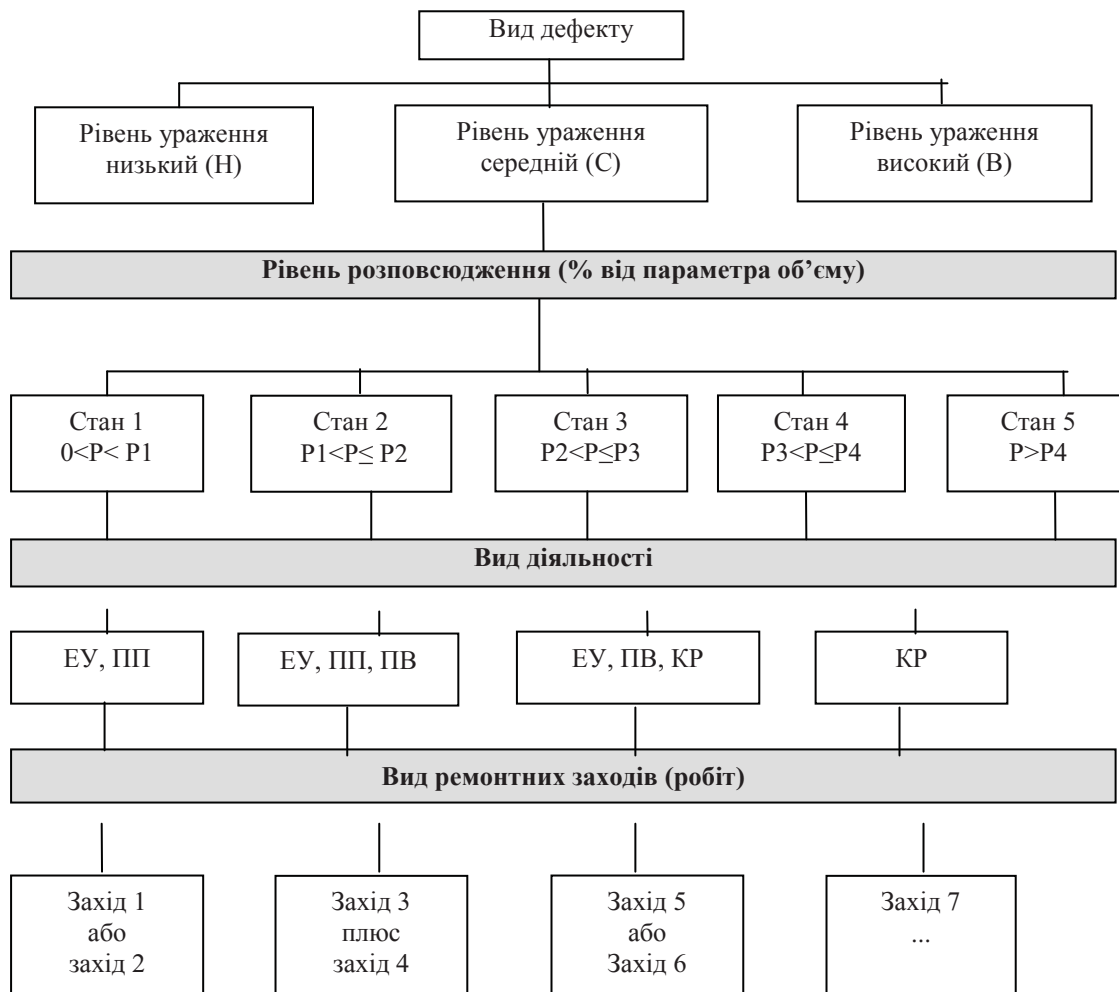 Вид дефекту
Рівень ураження
низький (Н)
Рівень ураження
середній (С)
Рівень ураження
високий (В)
Рівень розповсюдження (% від параметра об’єму)
Стан 1
0<P< P1
Стан 2
P1<P≤ P2
Стан 3
P2<P≤P3
Стан 4
P3<P≤P4
Стан 5
P>P4
Вид діяльності
ЕУ, ПП
ЕУ, ПП, ПВ
ЕУ, ПВ, КР
КР
Вид ремонтних заходів (робіт)
Захід 1
або
захід 2
Захід 3
плюс
захід 4
Захід 5
або
Захід 6
Захід 7
...